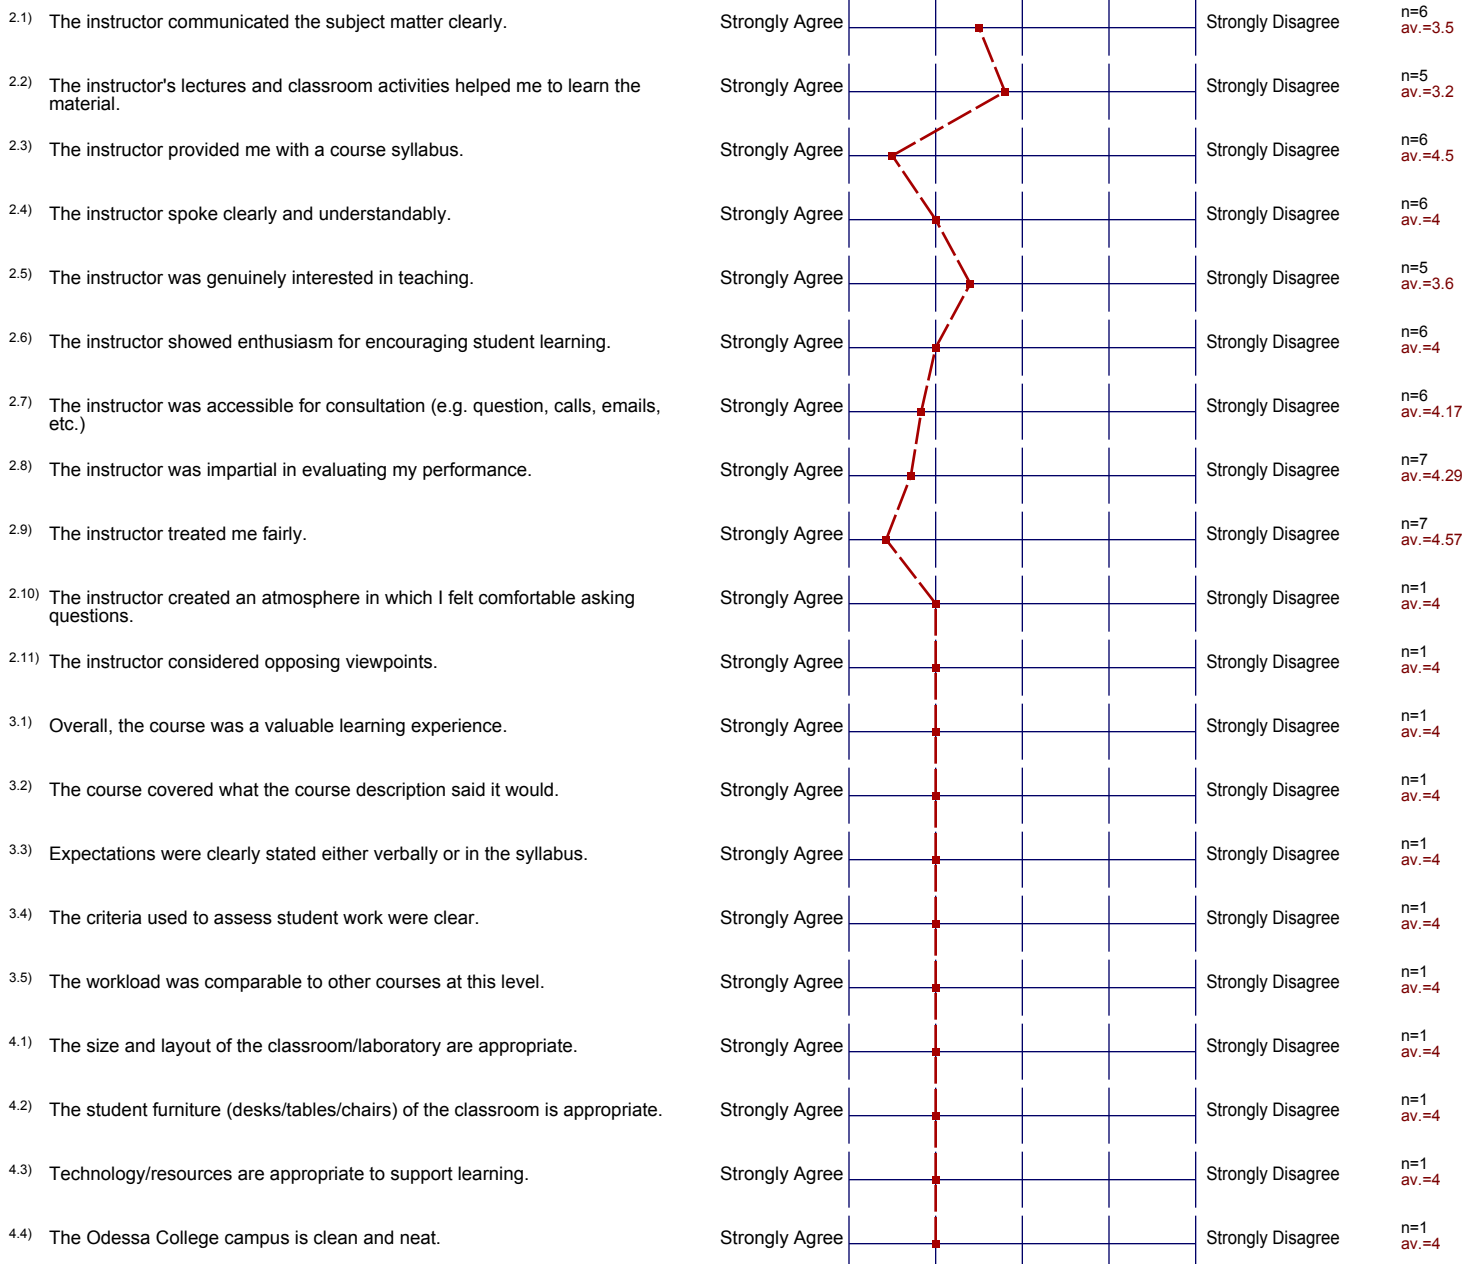 2.1) The instructor communicated the subject matter clearly. Strongly Agree Strongly Disagree n=6
av.=3.5
2.2) The instructor's lectures and classroom activities helped me to learn the Strongly Agree Strongly Disagree n=5
material. av.=3.2
2.3) The instructor provided me with a course syllabus. Strongly Agree Strongly Disagree n=6
av.=4.5
2.4) The instructor spoke clearly and understandably. Strongly Agree Strongly Disagree n=6
av.=4
2.5) The instructor was genuinely interested in teaching. Strongly Agree Strongly Disagree n=5
av.=3.6
2.6) The instructor showed enthusiasm for encouraging student learning. Strongly Agree Strongly Disagree n=6
av.=4
2.7) The instructor was accessible for consultation (e.g. question, calls, emails, Strongly Agree Strongly Disagree n=6
etc.) av.=4.17
2.8) The instructor was impartial in evaluating my performance. Strongly Agree Strongly Disagree n=7
av.=4.29
2.9) The instructor treated me fairly. Strongly Agree Strongly Disagree n=7
av.=4.57
2.10) The instructor created an atmosphere in which I felt comfortable asking Strongly Agree Strongly Disagree n=1
questions. av.=4
2.11) The instructor considered opposing viewpoints. Strongly Agree Strongly Disagree n=1
av.=4
3.1) Overall, the course was a valuable learning experience. Strongly Agree Strongly Disagree n=1
av.=4
3.2) The course covered what the course description said it would. Strongly Agree Strongly Disagree n=1
av.=4
3.3) Expectations were clearly stated either verbally or in the syllabus. Strongly Agree Strongly Disagree n=1
av.=4
3.4) The criteria used to assess student work were clear. Strongly Agree Strongly Disagree n=1
av.=4
3.5) The workload was comparable to other courses at this level. Strongly Agree Strongly Disagree n=1
av.=4
4.1) The size and layout of the classroom/laboratory are appropriate. Strongly Agree Strongly Disagree n=1
av.=4
4.2) The student furniture (desks/tables/chairs) of the classroom is appropriate. Strongly Agree Strongly Disagree n=1
av.=4
4.3) Technology/resources are appropriate to support learning. Strongly Agree Strongly Disagree n=1
av.=4
4.4) The Odessa College campus is clean and neat. Strongly Agree Strongly Disagree n=1
av.=4